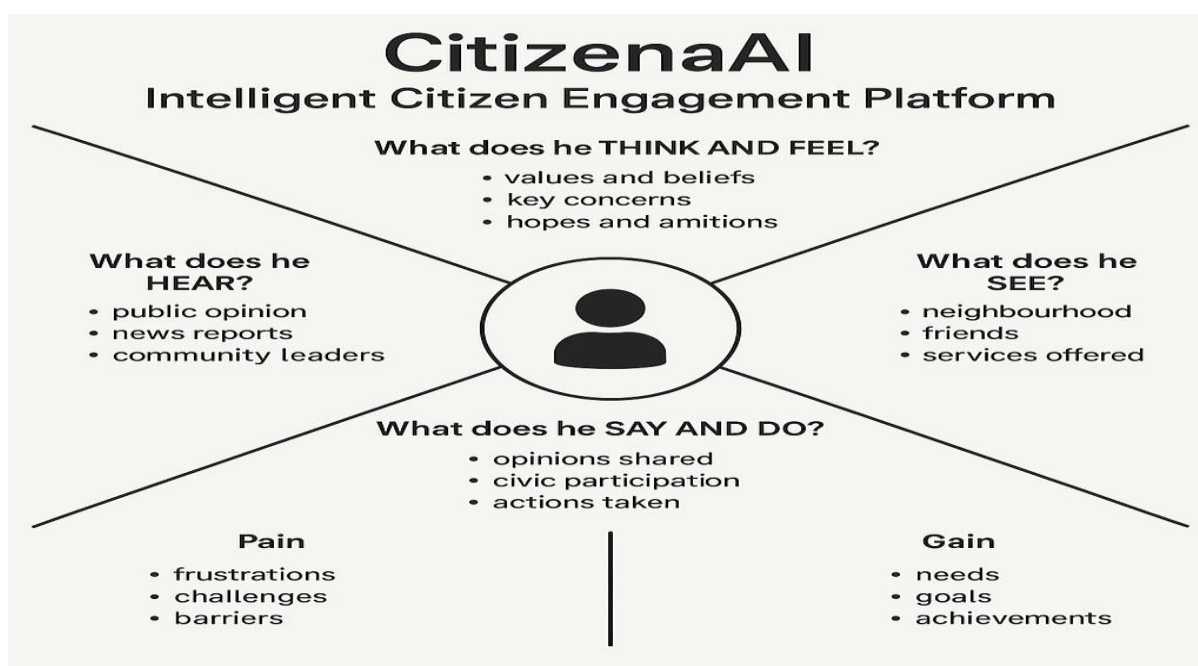 CitizenaAI
Intelligent Citizen Engagement Platform
What does he THINK AND FEEL?
• values and beliefs
• key concerns
• hopes and amitions
What does he
HEAR?
• public opinion
• news reports
• community leaders
What does he
SEE?
• neighbourhood
• friends
• services offered
What does he SAY AND DO?
• opinions shared
• civic participation
• actions taken
Pain
• frustrations
• challenges
• barriers
Gain
• needs
• goals
• achievements